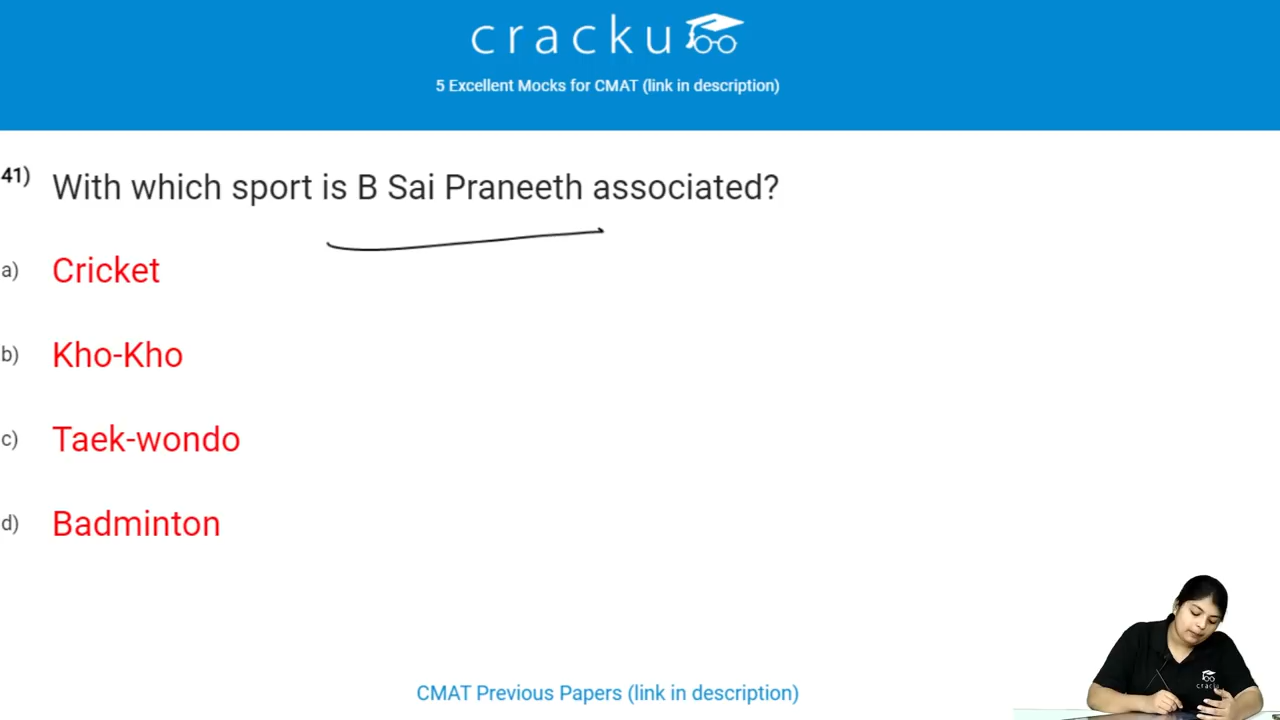 cracku
5 Excellent Mocks for CMAT (link in description)
41) With which sport is B Sai Praneeth associated?
a) Cricket
b) Kho-Kho
c) Taek-wondo
d) Badminton
cracku
CMAT Previous Papers (link in description)